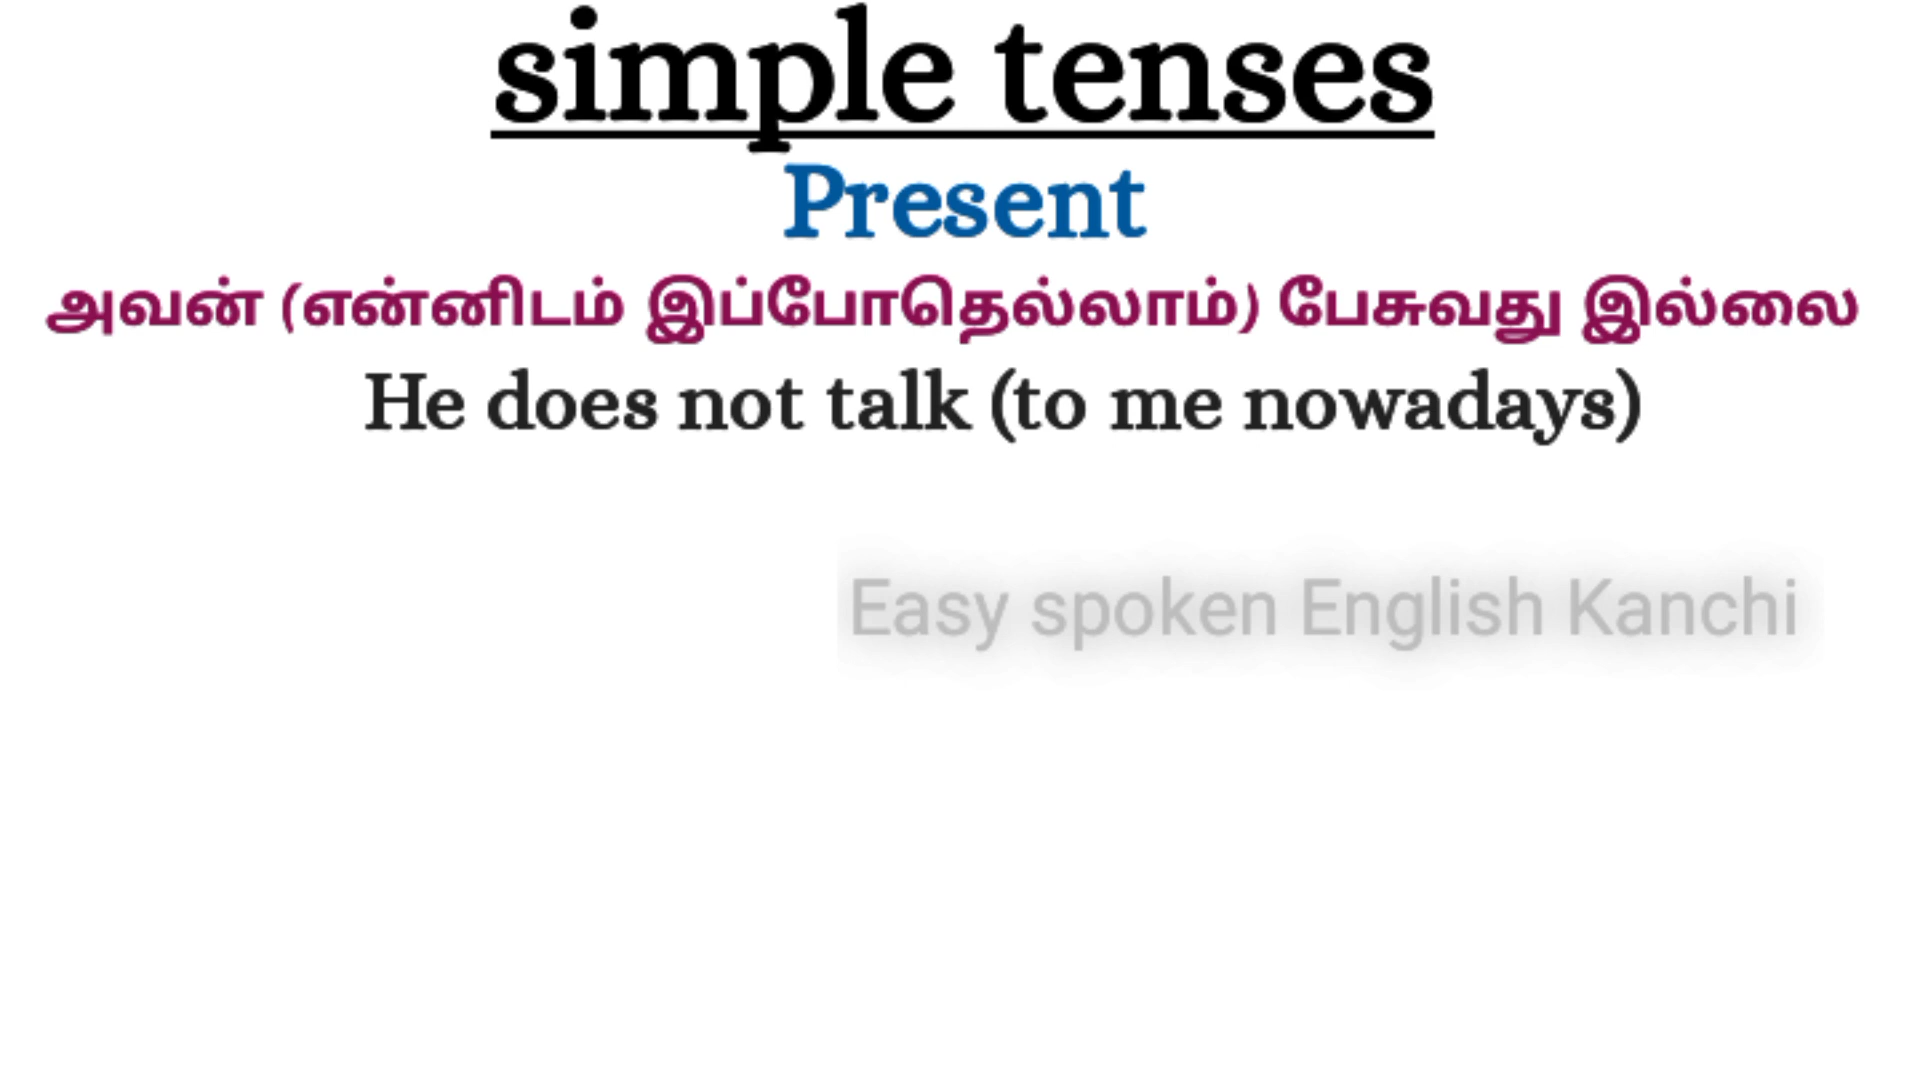 simple tenses
Present
அவன் (என்னிடம் இப்போதெல்லாம்) பேசுவது இல்லை
He does not talk (to me nowadays)
Easy spoken English Kanchi